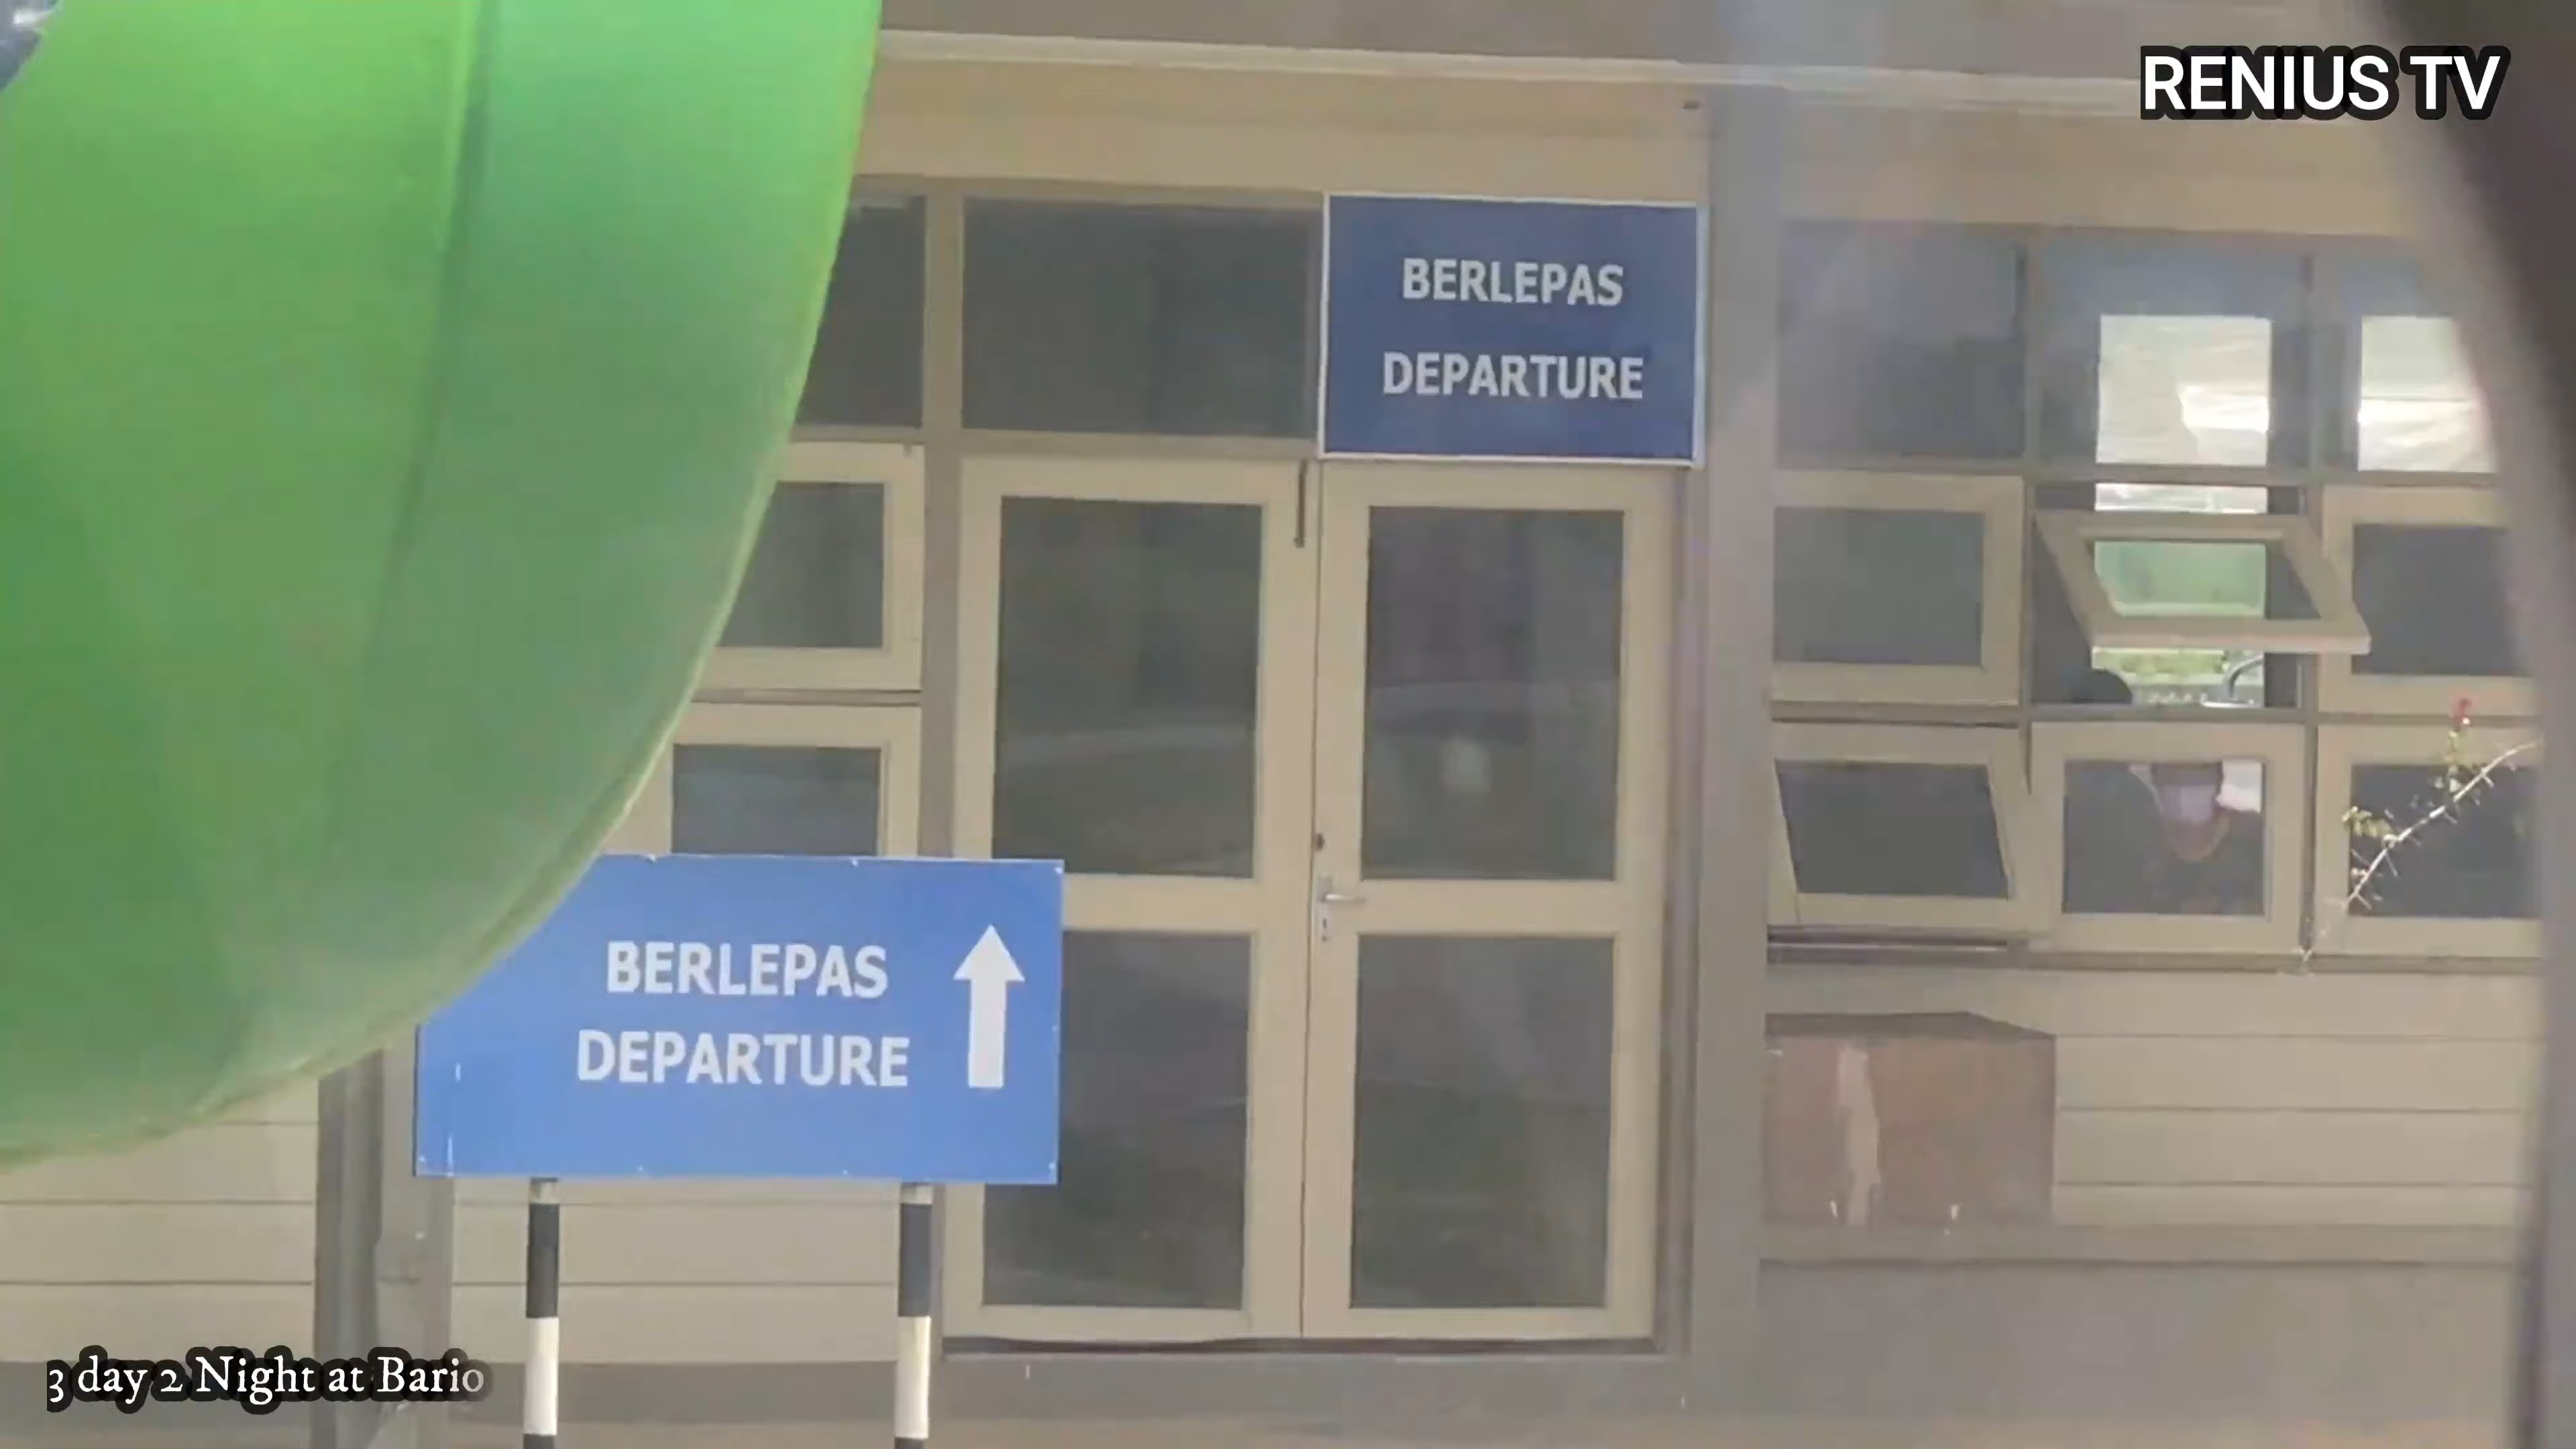 RENIUS TV
BERLEPAS
DEPARTURE
BERLEPAS
DEPARTURE
3 day 2 Night at Bario